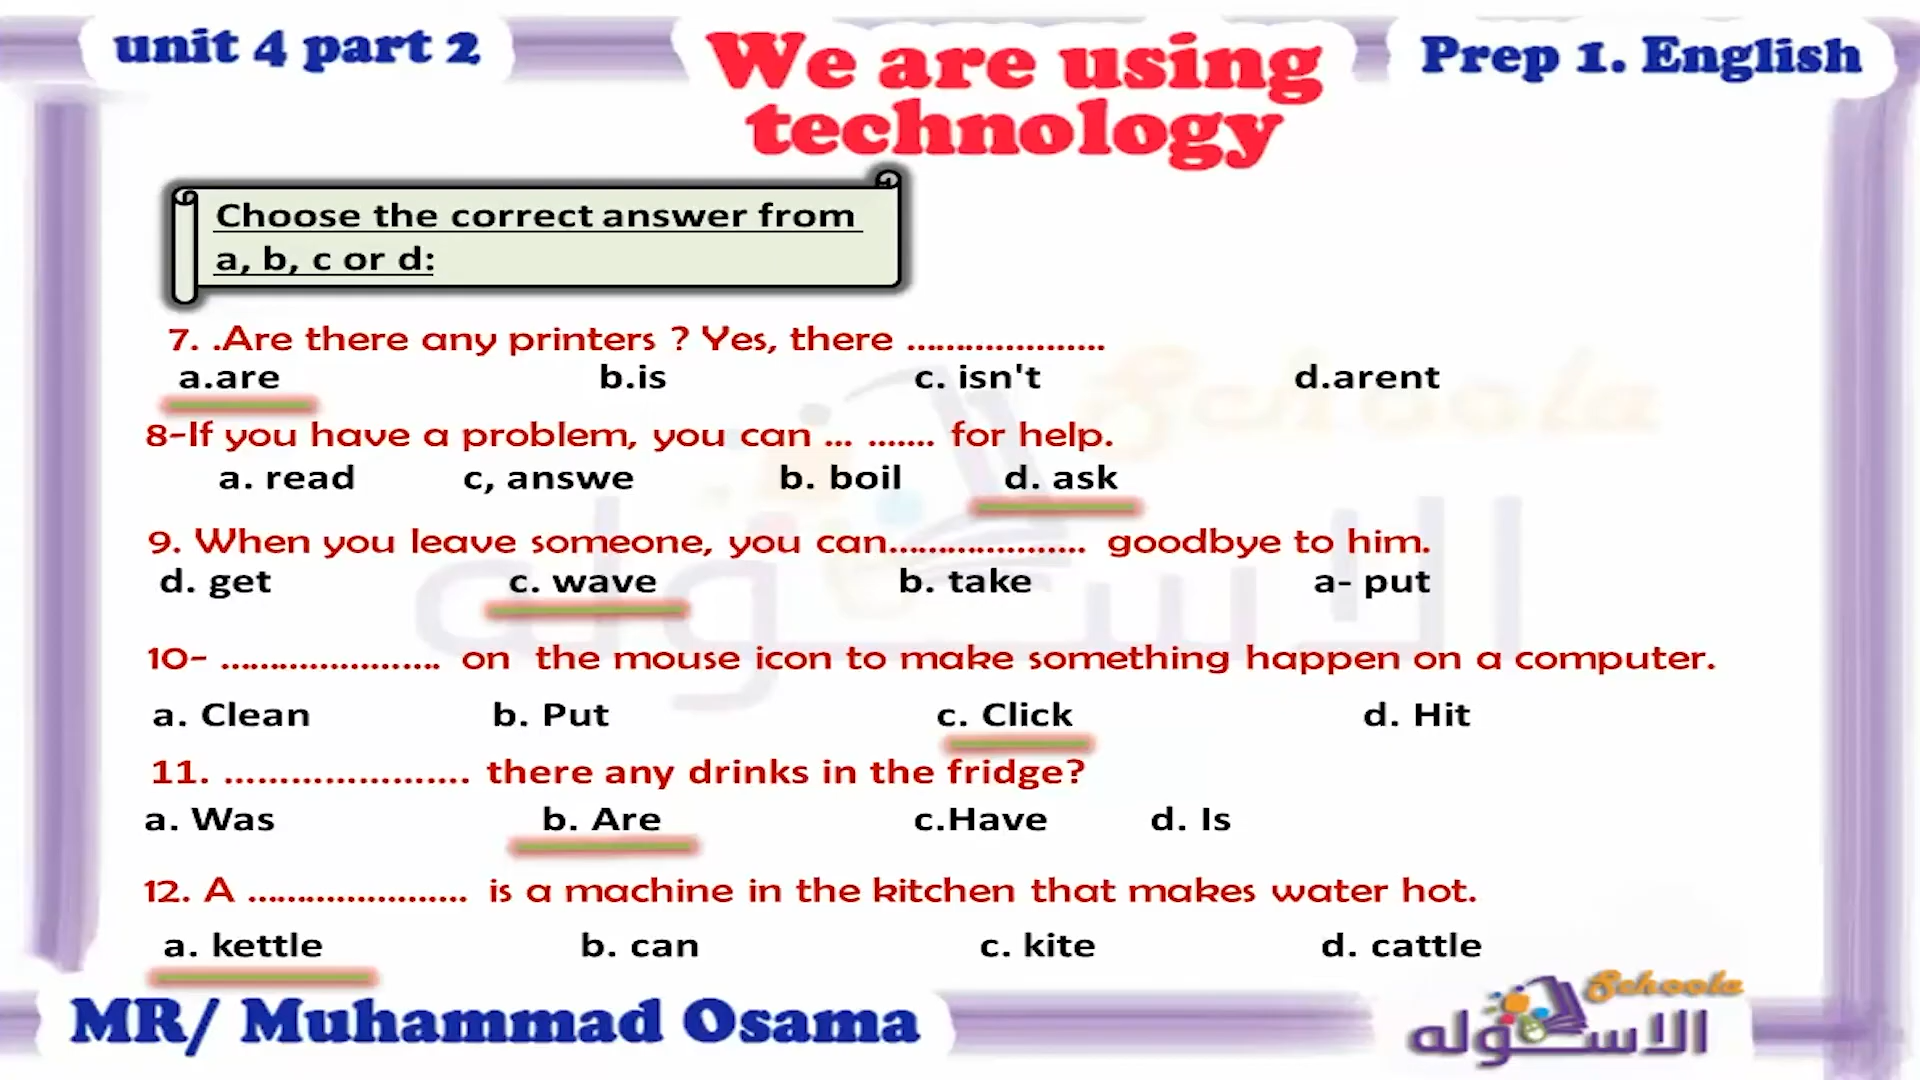 unit 4 part 2
We are using
technology
Prep 1. English
Choose the correct answer from
a, b, c or d:
7. .Are there any printers ? Yes, there ....................
a.are b.is c. isn't d.arent
8-If you have a problem, you can ... ....... for help.
a. read c, answe b. boil d. ask
9. When you leave someone, you can.................... goodbye to him.
d. get c. wave b. take a- put
10- ...................... on the mouse icon to make something happen on a computer.
a. Clean b. Put c. Click d. Hit
11. ...................... there any drinks in the fridge?
a. Was b. Are c.Have d. Is
12. A ...................... is a machine in the kitchen that makes water hot.
a. kettle b. can c. kite d. cattle
MR/ Muhammad Osama
Schoola
الاسكوله